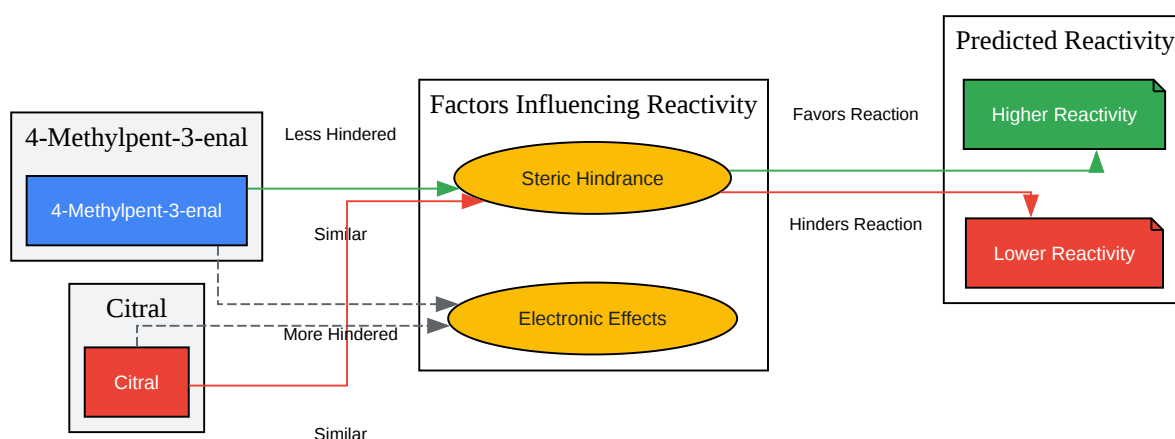 4-Methylpent-3-enal
4-Methylpent-3-enal
Citral
Citral
Less Hindered
Similar
More Hindered
Similar
Factors Influencing Reactivity
Steric Hindrance
Electronic Effects
Favors Reaction
Hinders Reaction
Predicted Reactivity
Higher Reactivity
Lower Reactivity